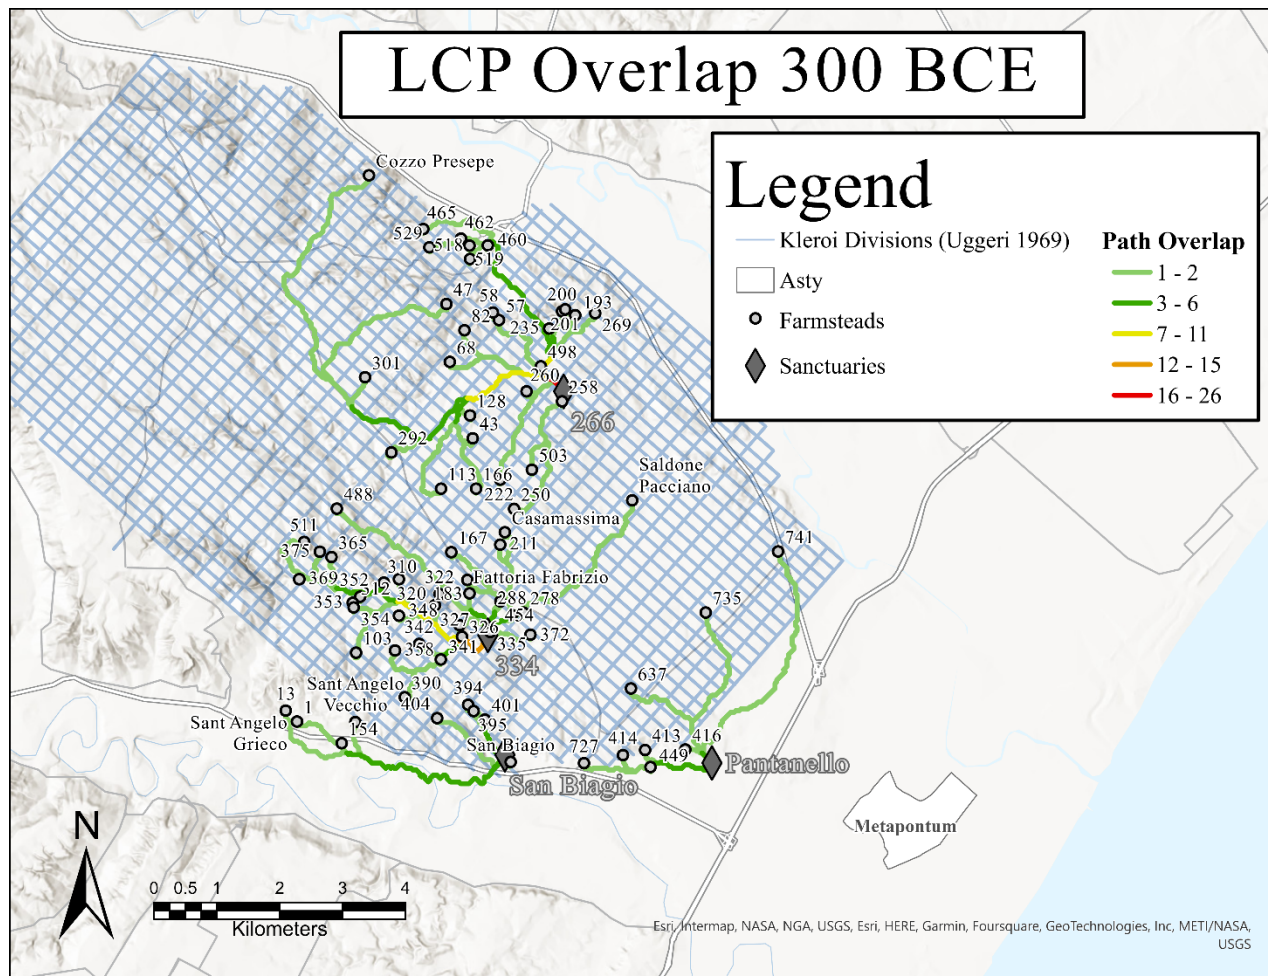 LCP Overlap 300 BCE
Legend
Kleroi Divisions (Uggeri 1969)
Asty
Farmsteads
Sanctuaries
Path Overlap
1 - 2
3 - 6
7 - 11
12 - 15
16 - 26
Cozzo Presepe
465
462
529
518
460
519
47
58
57
200
193
82
235
201
269
68
498
301
260
258
128
266
43
292
503
Saldone
Pacciano
113
166
222
250
488
Casamassima
511
167
211
741
375
365
310
322
Fattoria Fabrizio
369
352
512
320
183
288
278
353
348
454
735
354
342
327
326
372
103
358
341
335
334
637
Sant Angelo
Vecchio
390
394
13
1
404
401
395
Sant Angelo
Grieco
154
San Biagio
727
414
413
416
449
San Biagio
Pantanello
Metapontum
N
0 0.5 1 2 3 4
Kilometers
Esri, Intermap, NASA, NGA, USGS, Esri, HERE, Garmin, Foursquare, GeoTechnologies, Inc, METI/NASA,
USGS